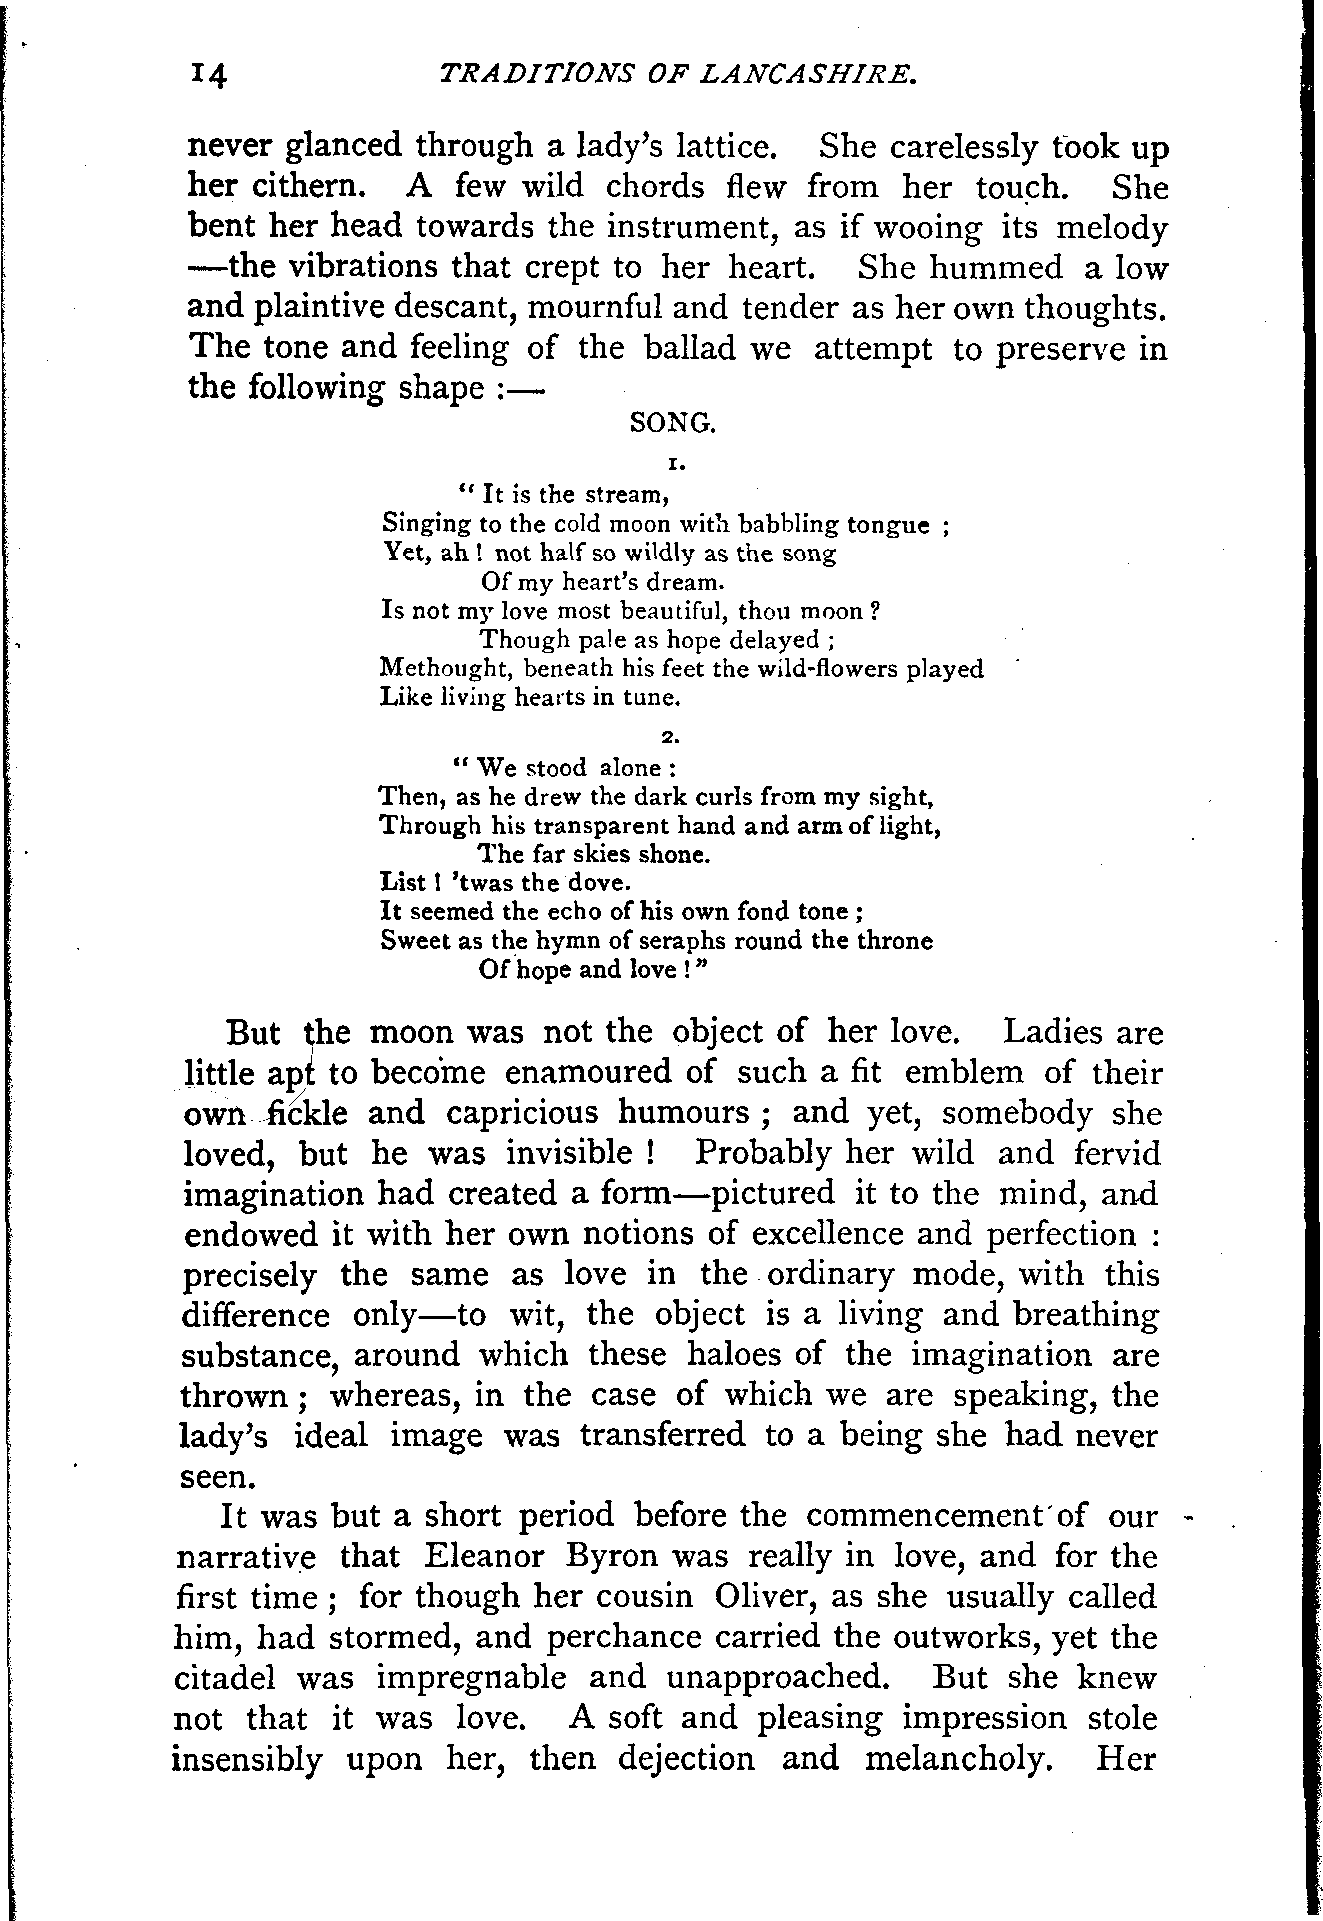 14 TRADITIONS OF LANCASHIRE.
never glanced through a lady's lattice. She carelessly took up
her cithern. A few wild chords flew from her touch. She
bent her head towards the instrument, as if wooing its melody
—the vibrations that crept to her heart. She hummed a low
and plaintive descant, mournful and tender as her own thoughts.
The tone and feeling of the ballad we attempt to preserve in
the following shape :—
SONG.
1.
“ It is the stream,
Singing to the cold moon with babbling tongue ;
Yet, ah ! not half so wildly as the song
Of my heart's dream.
Is not my love most beautiful, thou moon ?
Though pale as hope delayed ;
Methought, beneath his feet the wild-flowers played
Like living hearts in tune.
2.
“ We stood alone :
Then, as he drew the dark curls from my sight,
Through his transparent hand and arm of light,
The far skies shone.
List ! 'twas the dove.
It seemed the echo of his own fond tone ;
Sweet as the hymn of seraphs round the throne
Of hope and love ! ”
But the moon was not the object of her love. Ladies are
little apt to become enamoured of such a fit emblem of their
own fickle and capricious humours ; and yet, somebody she
loved, but he was invisible ! Probably her wild and fervid
imagination had created a form—pictured it to the mind, and
endowed it with her own notions of excellence and perfection :
precisely the same as love in the ordinary mode, with this
difference only—to wit, the object is a living and breathing
substance, around which these haloes of the imagination are
thrown ; whereas, in the case of which we are speaking, the
lady's ideal image was transferred to a being she had never
seen.
It was but a short period before the commencement of our
narrative that Eleanor Byron was really in love, and for the
first time ; for though her cousin Oliver, as she usually called
him, had stormed, and perchance carried the outworks, yet the
citadel was impregnable and unapproached. But she knew
not that it was love. A soft and pleasing impression stole
insensibly upon her, then dejection and melancholy. Her